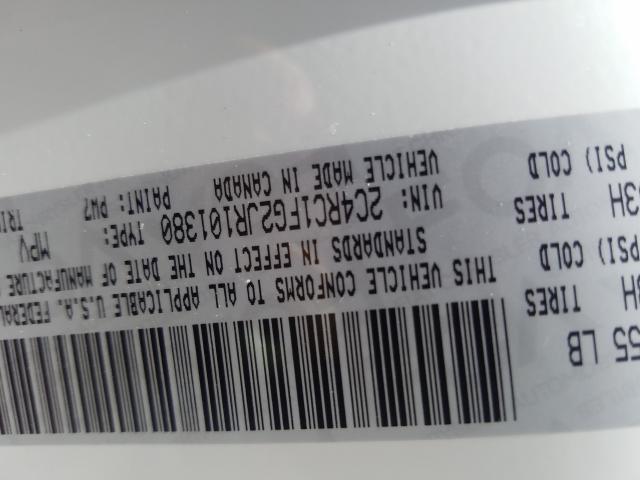 55 LB
3H TIRES PSI) COLD
33H TIRES PSI) COLD
THIS VEHICLE CONFORMS TO ALL APPLICABLE U.S.A. FEDERAL
STANDARDS IN EFFECT ON THE DATE OF MANUFACTURE
VIN: 2C4RC1FG2JR101380 TYPE: MPV
VEHICLE MADE IN CANADA PAINT: PW7